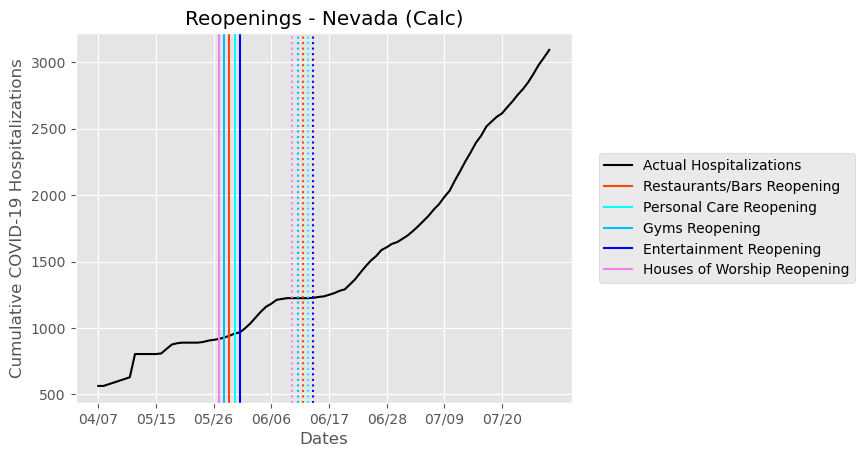 Reopenings - Nevada (Calc)
Cumulative COVID-19 Hospitalizations
3000
2500
2000
1500
1000
500
04/07 05/15 05/26 06/06 06/17 06/28 07/09 07/20
Dates
Actual Hospitalizations
Restaurants/Bars Reopening
Personal Care Reopening
Gyms Reopening
Entertainment Reopening
Houses of Worship Reopening